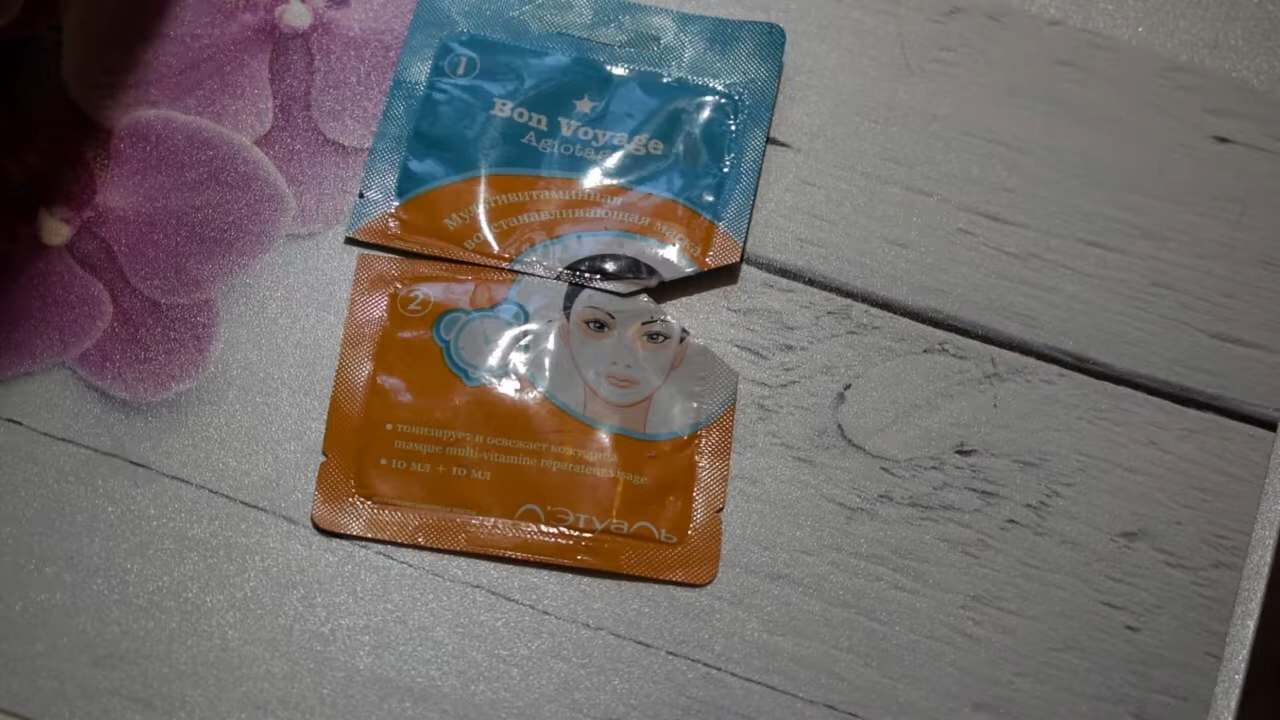 1
Bon Voyage
Agiotage
Мультивитаминная
восстанавливающая маска
2
• тонизирует и освежает кожу лица
masque multi-vitamine réparateur visage
• 10 МЛ + 10 МЛ
Л'ЭТУАЛЬ